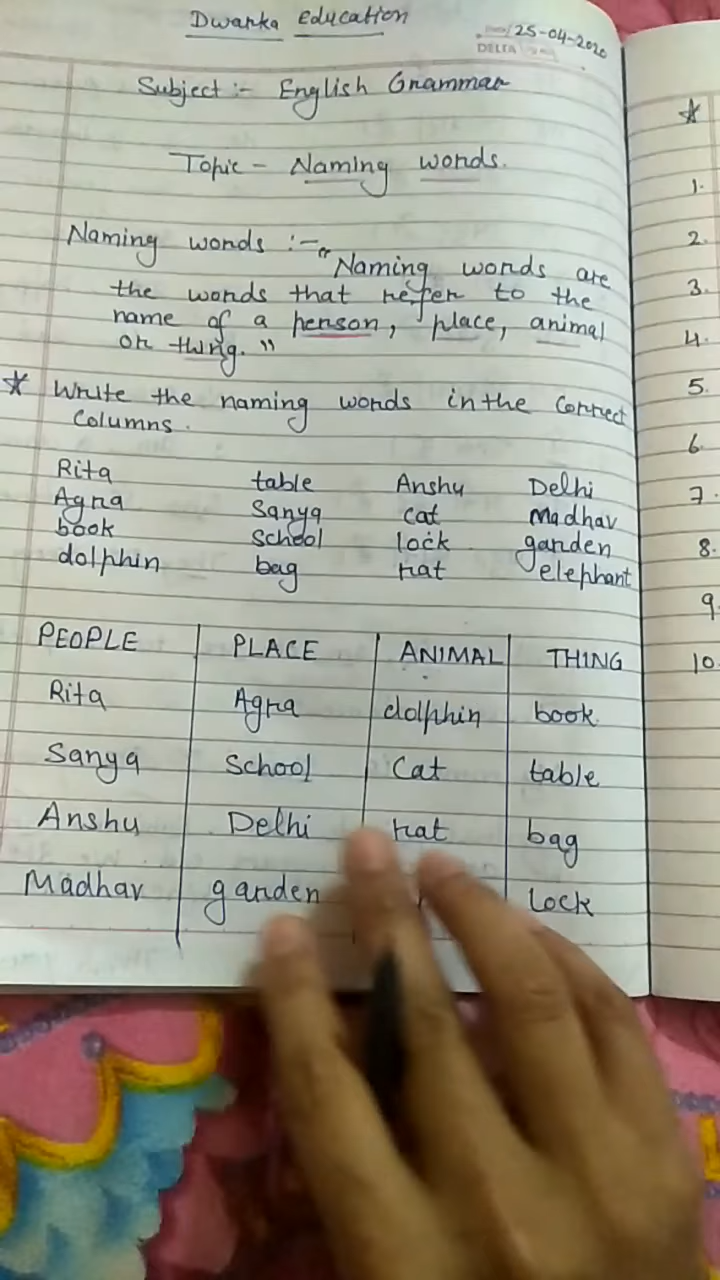 Dwarka Education
25-04-2020
DELTA
Subject :- English Grammar
Topic - Naming words.
Naming words :- "Naming words are
the words that refer to the
name of a person, place, animal
or thing."
* Write the naming words in the correct
columns.
Rita table Anshu Delhi
Agra Sanya cat Madhav
book School lock garden
dolphin bag rat elephant
PEOPLE PLACE ANIMAL THING
Rita Agra dolphin book
Sanya School Cat table
Anshu Delhi rat bag
Madhav garden lock
*
1.
2.
3.
4.
5.
6.
7.
8.
9.
10.